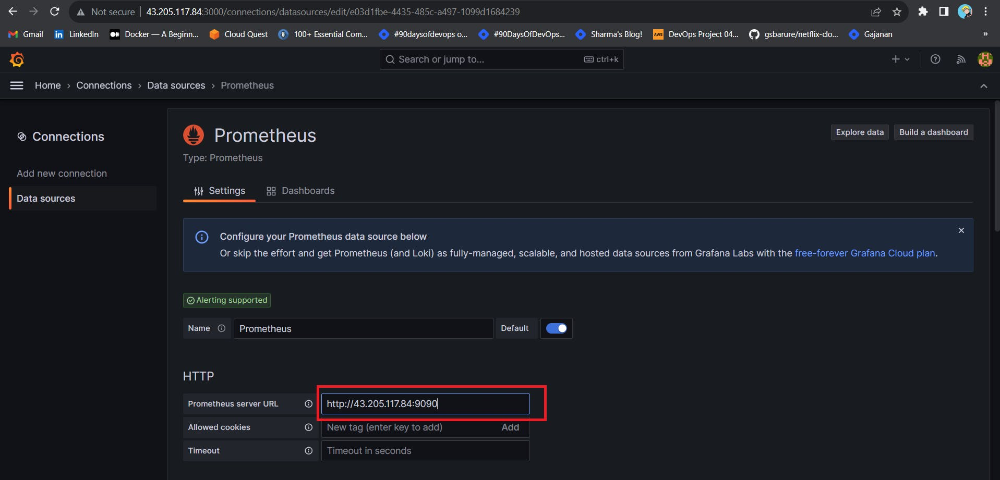 Not secure | 43.205.117.84:3000/connections/datasources/edit/e03d1fbe-4435-485c-a497-1099d1684239
Gmail LinkedIn Docker — A Beginn... Cloud Quest 100+ Essential Com... #90daysofdevops o... #90DaysOfDevOps... Sharma's Blog! aws DevOps Project 04... gsbarure/netflix-clo... Gajanan »
Search or jump to... ctrl+k
Home › Connections › Data sources › Prometheus
Connections
Add new connection
Data sources
Prometheus
Explore data Build a dashboard
Type: Prometheus
Settings Dashboards
Configure your Prometheus data source below
Or skip the effort and get Prometheus (and Loki) as fully-managed, scalable, and hosted data sources from Grafana Labs with the free-forever Grafana Cloud plan.
Alerting supported
Name Prometheus Default
HTTP
Prometheus server URL http://43.205.117.84:9090
Allowed cookies New tag (enter key to add) Add
Timeout Timeout in seconds